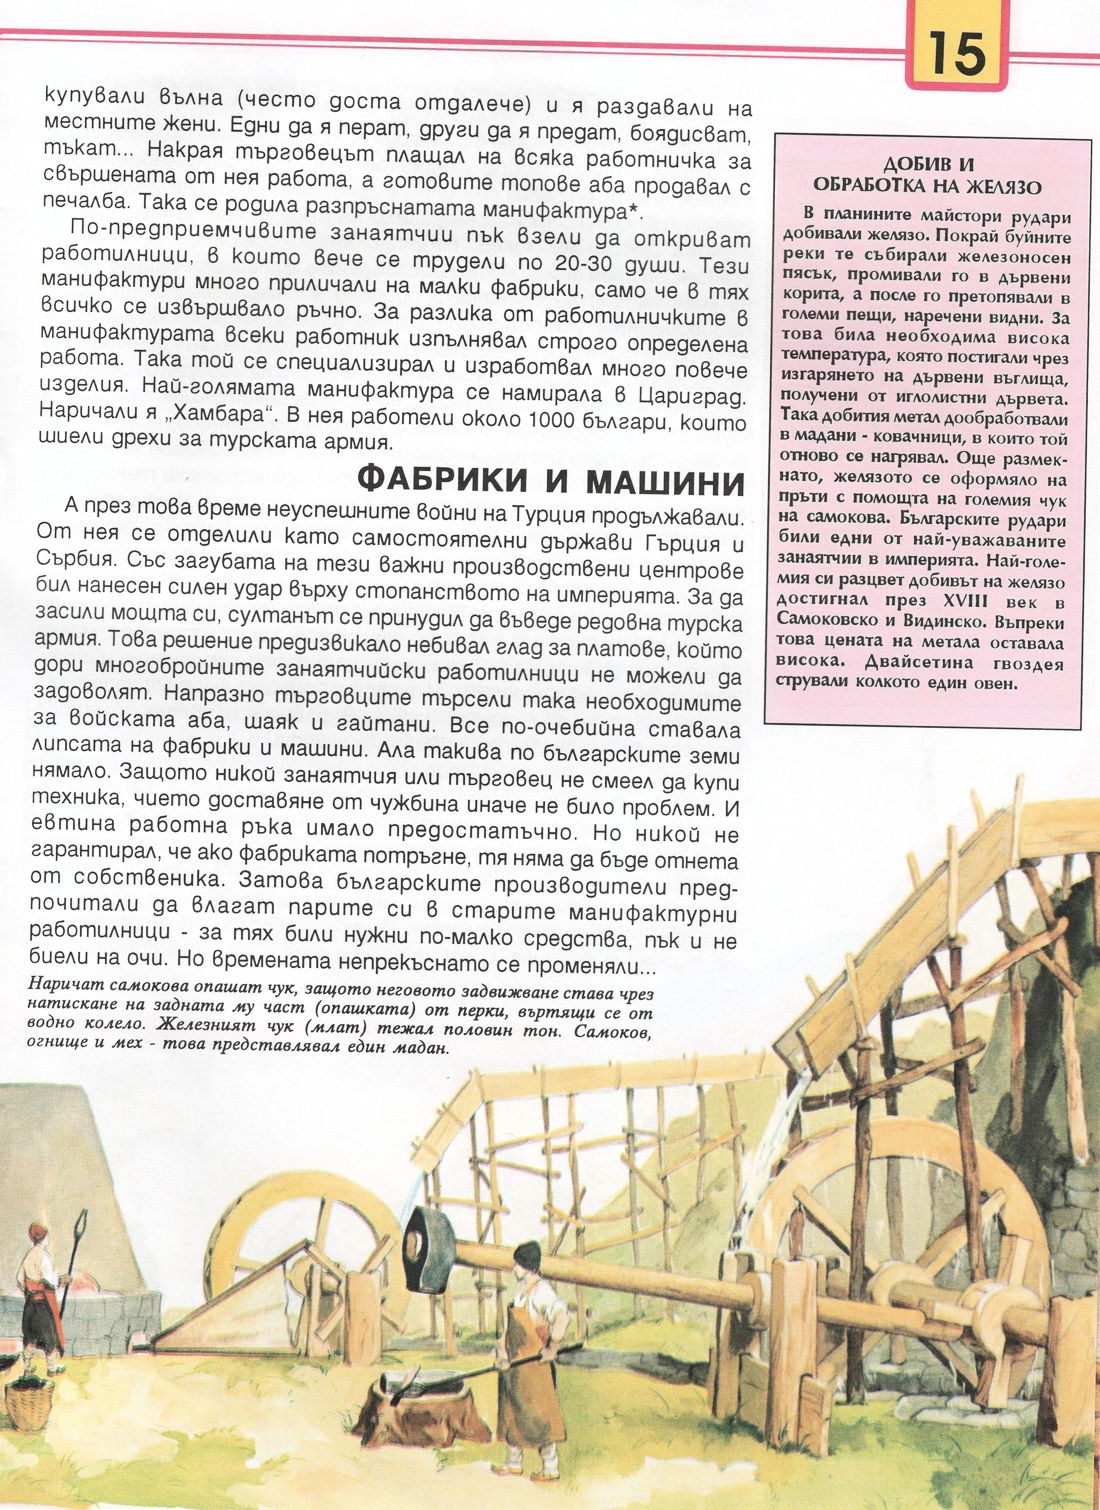 15
купували вълна (често доста отдалече) и я раздавали на
местните жени. Едни да я перат, други да я предат, боядисват,
тъкат... Накрая търговецът плащал на всяка работничка за
свършената от нея работа, а готовите топове аба продавал с
печалба. Така се родила разпръснатата манифактура*.
По-предприемчивите занаятчии пък взели да откриват
работилници, в които вече се трудели по 20-30 души. Тези
манифактури много приличали на малки фабрики, само че в тях
всичко се извършвало ръчно. За разлика от работилничките в
манифактурата всеки работник изпълнявал строго определена
работа. Така той се специализирал и изработвал много повече
изделия. Най-голямата манифактура се намирала в Цариград.
Наричали я „Хамбара“. В нея работели около 1000 българи, които
шиели дрехи за турската армия.
ФАБРИКИ И МАШИНИ
А през това време неуспешните войни на Турция продължавали.
От нея се отделили като самостоятелни държави Гърция и
Сърбия. Със загубата на тези важни производствени центрове
бил нанесен силен удар върху стопанството на империята. За да
засили мощта си, султанът се принудил да въведе редовна турска
армия. Това решение предизвикало небивал глад за платове, който
дори многобройните занаятчийски работилници не можели да
задоволят. Напразно търговците търсели така необходимите
за войската аба, шаяк и гайтани. Все по-очебийна ставала
липсата на фабрики и машини. Ала такива по българските земи
нямало. Защото никой занаятчия или търговец не смеел да купи
техника, чието доставяне от чужбина иначе не било проблем. И
евтина работна ръка имало предостатъчно. Но никой не
гарантирал, че ако фабриката потръгне, тя няма да бъде отнета
от собственика. Затова българските производители пред-
почитали да влагат парите си в старите манифактурни
работилници - за тях били нужни по-малко средства, пък и не
биели на очи. Но времената непрекъснато се променяли...
Наричат самокова опашат чук, защото неговото задвижване става чрез
натискане на задната му част (опашката) от перки, въртящи се от
водно колело. Железният чук (млат) тежал половин тон. Самоков,
огнище и мех - това представлявал един мадан.
ДОБИВ И
ОБРАБОТКА НА ЖЕЛЯЗО
В планините майстори рудари
добивали желязо. Покрай буйните
реки те събирали железоносен
пясък, промивали го в дървени
корита, а после го претопявали в
големи пещи, наречени видни. За
това била необходима висока
температура, която постигали чрез
изгарянето на дървени въглища,
получени от иглолистни дървета.
Така добития метал дообработвали
в мадани - ковачници, в които той
отново се нагрявал. Още размек-
нато, желязото се оформяло на
пръти с помощта на големия чук
на самокова. Българските рудари
били едни от най-уважаваните
занаятчии в империята. Най-голе-
мия си разцвет добивът на желязо
достигнал през XVIII век в
Самоковско и Видинско. Въпреки
това цената на метала оставала
висока. Двайсетина гвоздея
стрували колкото един овен.